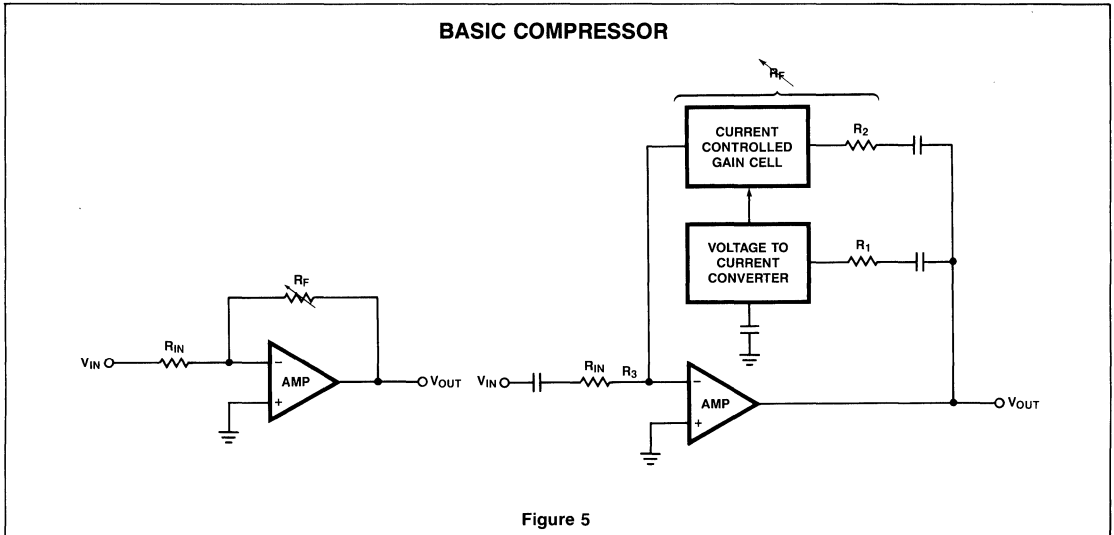 BASIC COMPRESSOR
RF
CURRENT
CONTROLLED
GAIN CELL
R2
VOLTAGE TO
CURRENT
CONVERTER
R1
RF
RIN
VIN
−
AMP
+
VOUT
VIN
RIN
R3
−
AMP
+
VOUT
Figure 5